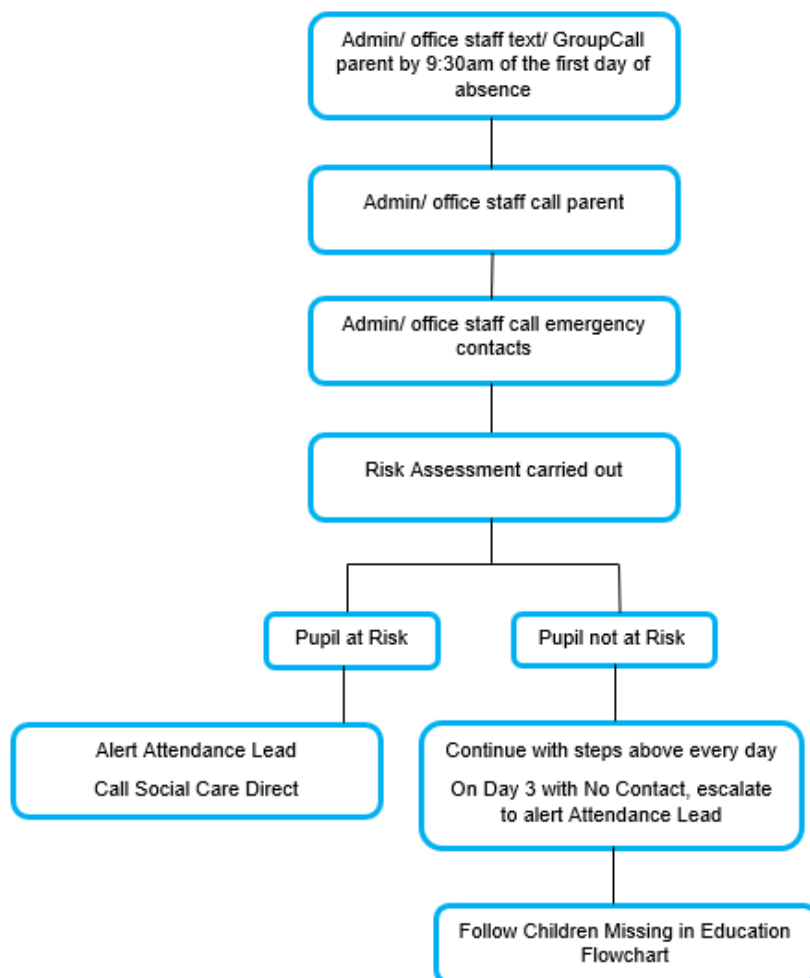 Admin/ office staff text/ GroupCall
parent by 9:30am of the first day of
absence
Admin/ office staff call parent
Admin/ office staff call emergency
contacts
Risk Assessment carried out
Pupil at Risk
Pupil not at Risk
Alert Attendance Lead
Call Social Care Direct
Continue with steps above every day
On Day 3 with No Contact, escalate
to alert Attendance Lead
Follow Children Missing in Education
Flowchart